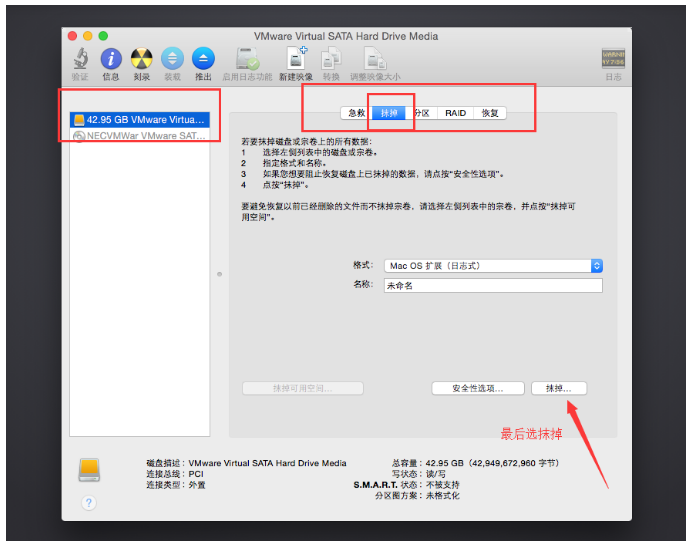 VMware Virtual SATA Hard Drive Media
验证 信息 刻录 装载 推出 启用日志功能 新建映像 转换 调整映像大小 日志
42.95 GB VMware Virtua...
NECVMWar VMware SAT...
急救 抹掉 分区 RAID 恢复
若要抹掉磁盘或宗卷上的所有数据:
1 选择左侧列表中的磁盘或宗卷。
2 指定格式和名称。
3 如果您想要阻止恢复磁盘上已抹掉的数据，请点按“安全性选项”。
4 点按“抹掉”。
要避免恢复以前已经删除的文件而不抹掉宗卷，请选择左侧列表中的宗卷，并点按“抹掉可
用空间”。
格式: Mac OS 扩展（日志式）
名称: 未命名
抹掉可用空间... 安全性选项... 抹掉...
最后选抹掉
磁盘描述: VMware Virtual SATA Hard Drive Media
连接总线: PCI
连接类型: 外置
总容量: 42.95 GB（42,949,672,960 字节）
写状态: 读/写
S.M.A.R.T. 状态: 不被支持
分区图方案: 未格式化
?